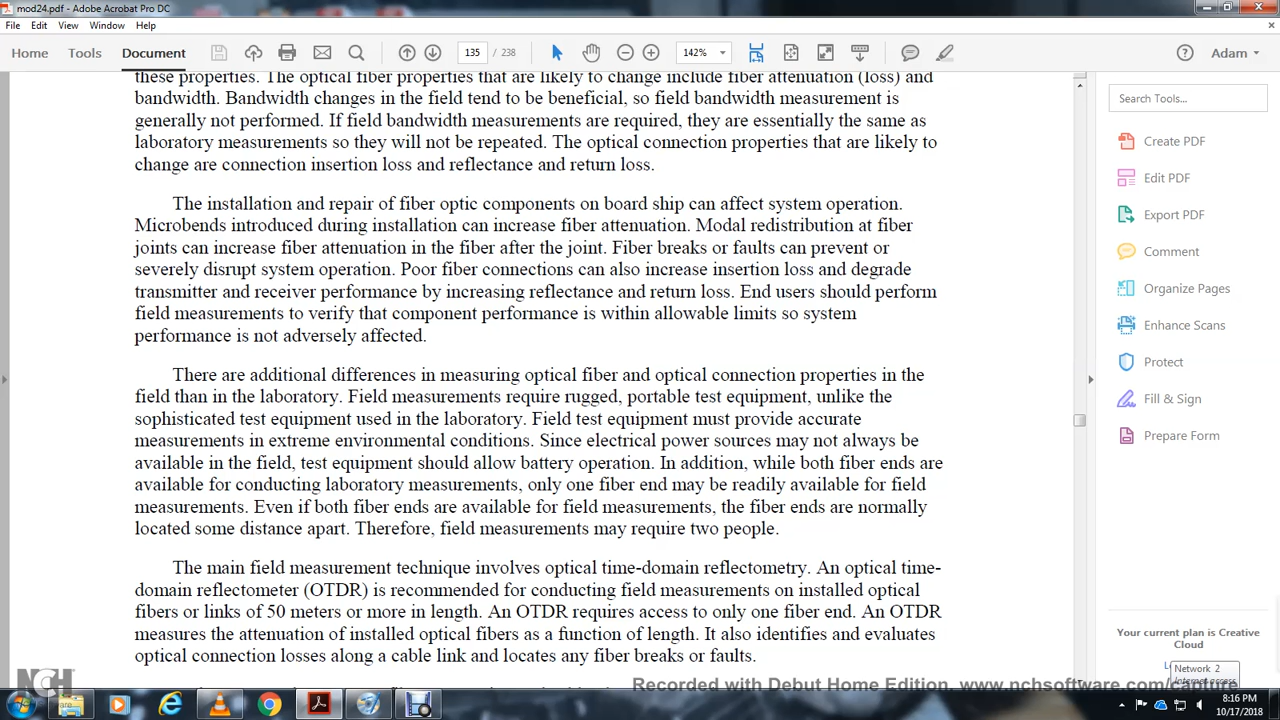 mod24.pdf - Adobe Acrobat Pro DC
File Edit View Window Help
Home Tools Document 135 / 238 142% Adam
these properties. The optical fiber properties that are likely to change include fiber attenuation (loss) and
bandwidth. Bandwidth changes in the field tend to be beneficial, so field bandwidth measurement is
generally not performed. If field bandwidth measurements are required, they are essentially the same as
laboratory measurements so they will not be repeated. The optical connection properties that are likely to
change are connection insertion loss and reflectance and return loss.
The installation and repair of fiber optic components on board ship can affect system operation.
Microbends introduced during installation can increase fiber attenuation. Modal redistribution at fiber
joints can increase fiber attenuation in the fiber after the joint. Fiber breaks or faults can prevent or
severely disrupt system operation. Poor fiber connections can also increase insertion loss and degrade
transmitter and receiver performance by increasing reflectance and return loss. End users should perform
field measurements to verify that component performance is within allowable limits so system
performance is not adversely affected.
There are additional differences in measuring optical fiber and optical connection properties in the
field than in the laboratory. Field measurements require rugged, portable test equipment, unlike the
sophisticated test equipment used in the laboratory. Field test equipment must provide accurate
measurements in extreme environmental conditions. Since electrical power sources may not always be
available in the field, test equipment should allow battery operation. In addition, while both fiber ends are
available for conducting laboratory measurements, only one fiber end may be readily available for field
measurements. Even if both fiber ends are available for field measurements, the fiber ends are normally
located some distance apart. Therefore, field measurements may require two people.
The main field measurement technique involves optical time-domain reflectometry. An optical time-
domain reflectometer (OTDR) is recommended for conducting field measurements on installed optical
fibers or links of 50 meters or more in length. An OTDR requires access to only one fiber end. An OTDR
measures the attenuation of installed optical fibers as a function of length. It also identifies and evaluates
optical connection losses along a cable link and locates any fiber breaks or faults.
Search Tools...
Create PDF
Edit PDF
Export PDF
Comment
Organize Pages
Enhance Scans
Protect
Fill & Sign
Prepare Form
Your current plan is Creative
Cloud
Network 2
Internet access
NCH
Recorded with Debut Home Edition. www.nchsoftware.com/capture
8:16 PM
10/17/2018